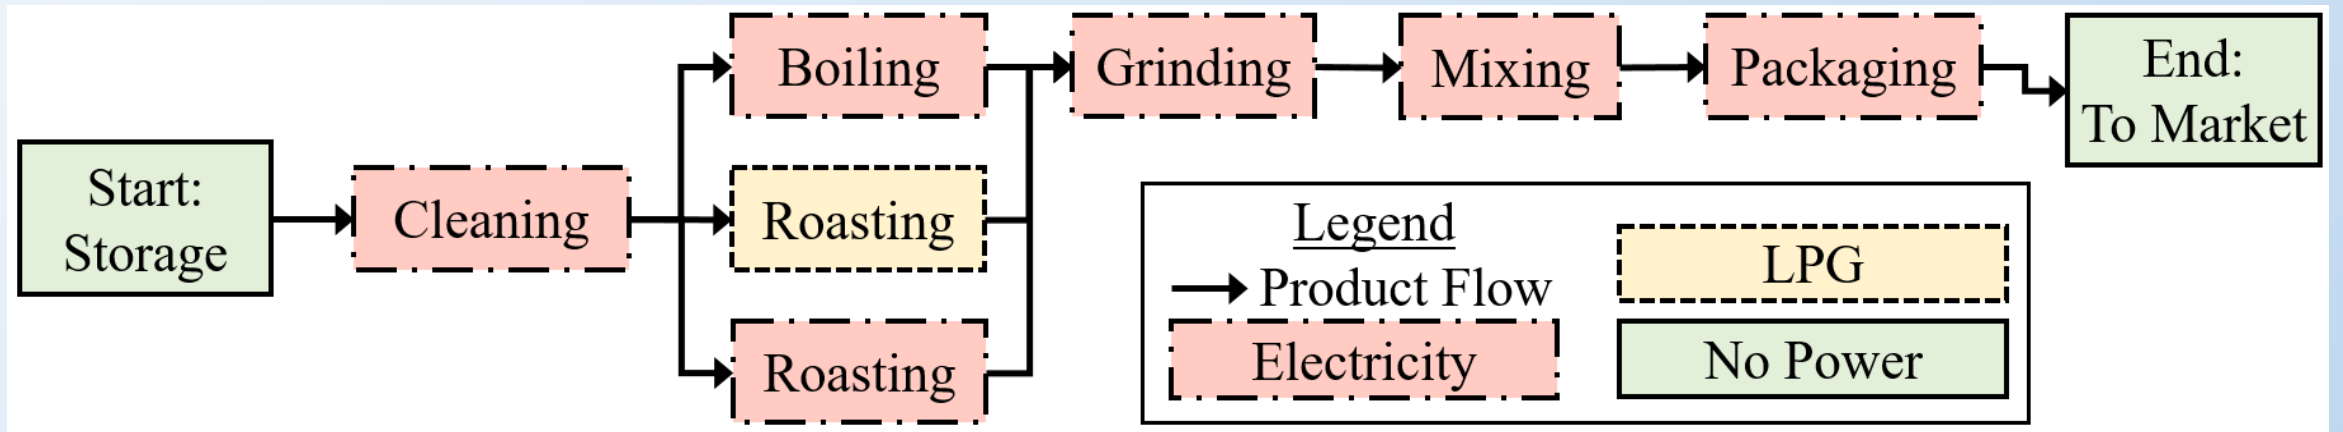 Start:
Storage
Cleaning
Boiling
Roasting
Roasting
Grinding
Mixing
Packaging
End:
To Market
Legend
Product Flow
Electricity
LPG
No Power